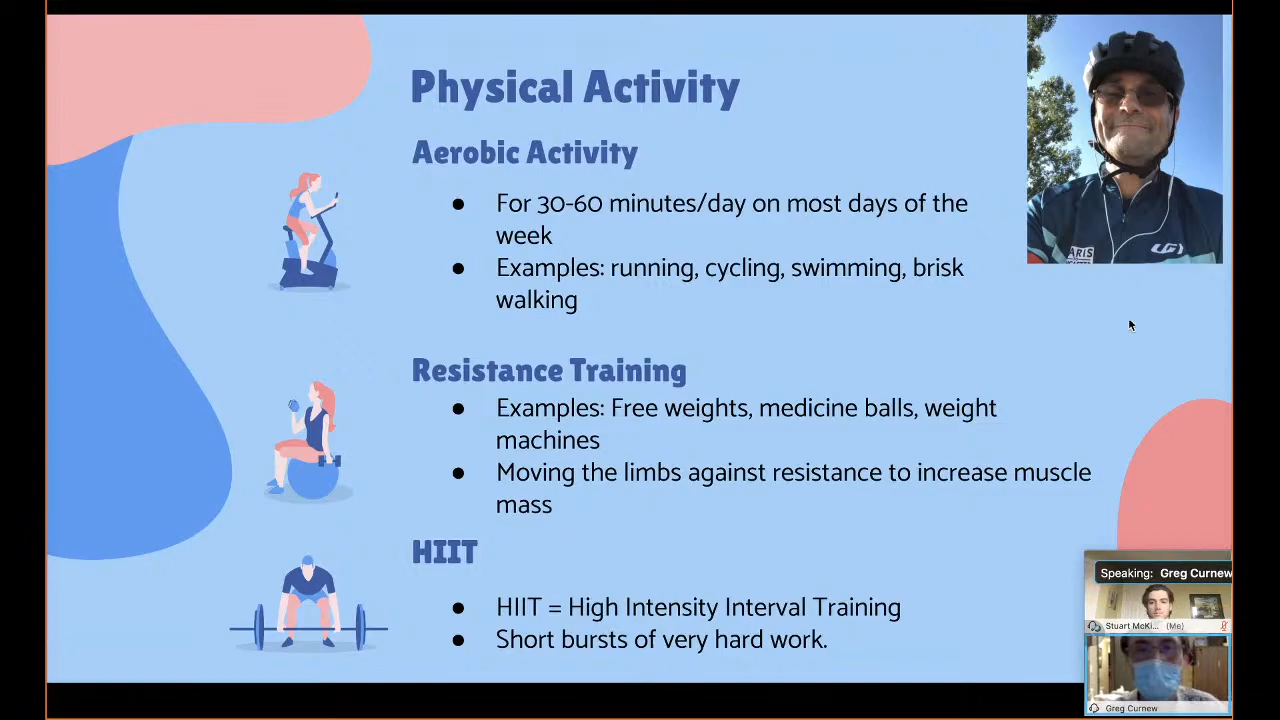 Physical Activity
Aerobic Activity
● For 30-60 minutes/day on most days of the
week
● Examples: running, cycling, swimming, brisk
walking
ARIS
LG
Resistance Training
● Examples: Free weights, medicine balls, weight
machines
● Moving the limbs against resistance to increase muscle
mass
HIIT
● HIIT = High Intensity Interval Training
● Short bursts of very hard work.
Speaking: Greg Curnew
Stuart McKi... (Me)
Greg Curnew